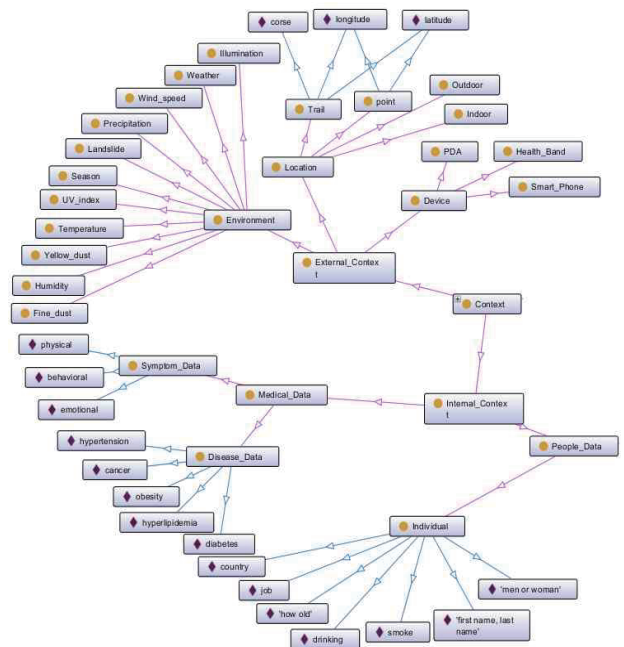 corse
longitude
latitude
Illumination
Weather
Wind_speed
Precipitation
Landslide
Season
UV_index
Temperature
Yellow_dust
Humidity
Fine_dust
Environment
Trail
point
Outdoor
Indoor
Location
PDA
Health_Band
Smart_Phone
Device
External_Contex
t
Context
physical
behavioral
emotional
Symptom_Data
Medical_Data
Internal_Contex
t
People_Data
hypertension
cancer
obesity
hyperlipidemia
diabetes
Disease_Data
Individual
country
job
'how old'
drinking
smoke
'first name, last
name'
'men or woman'